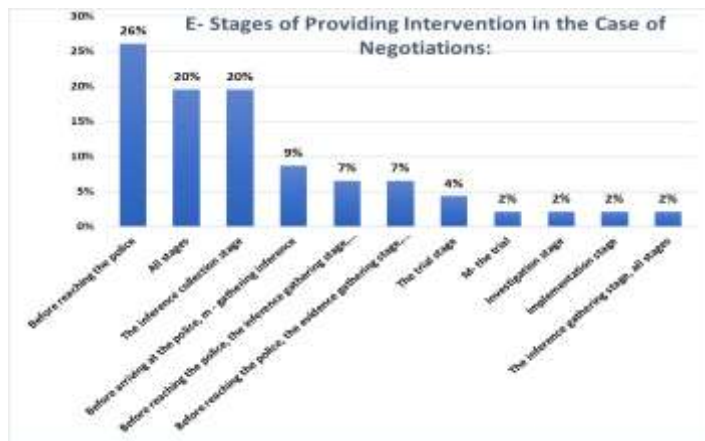 E- Stages of Providing Intervention in the Case of
Negotiations:
30%
25%
20%
15%
10%
5%
0%
26%
20%
20%
9%
7%
7%
4%
2%
2%
2%
2%
Before reaching the police
All stages
The inference collection stage
Before arriving at the police, m - gathering inference
Before reaching the police, the inference gathering stage,...
Before reaching the police, the evidence gathering stage,...
The trial stage
M- the trial
Investigation stage
Implementation stage
The inference gathering stage, all stages